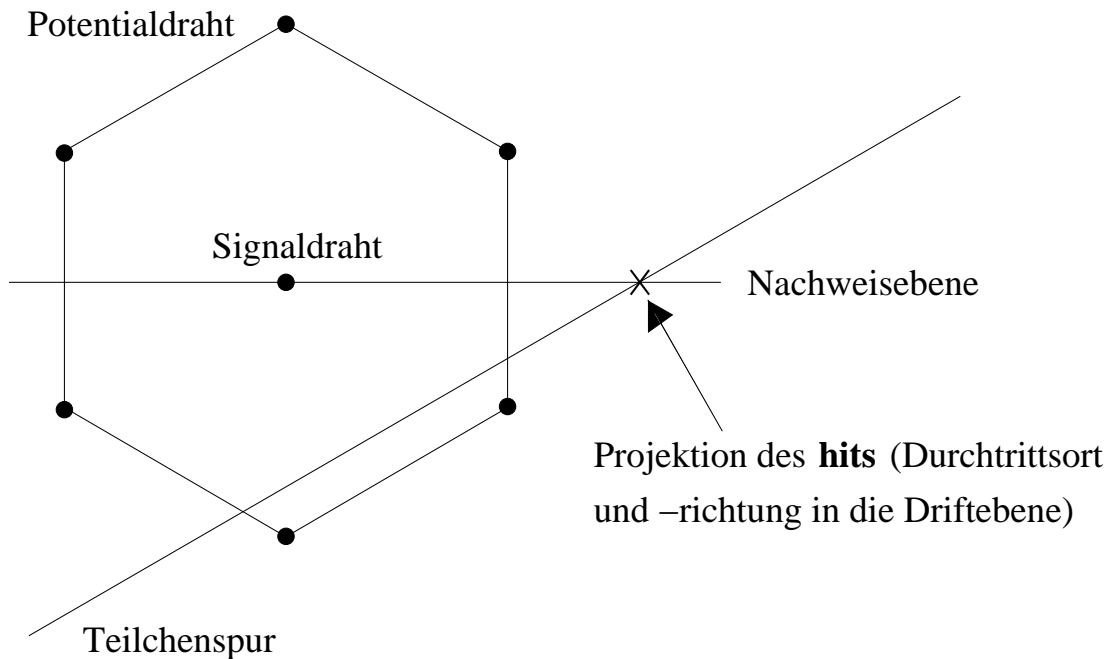 Potentialdraht
Signaldraht
Nachweisebene
Projektion des hits (Durchtrittsort
und −richtung in die Driftebene)
Teilchenspur